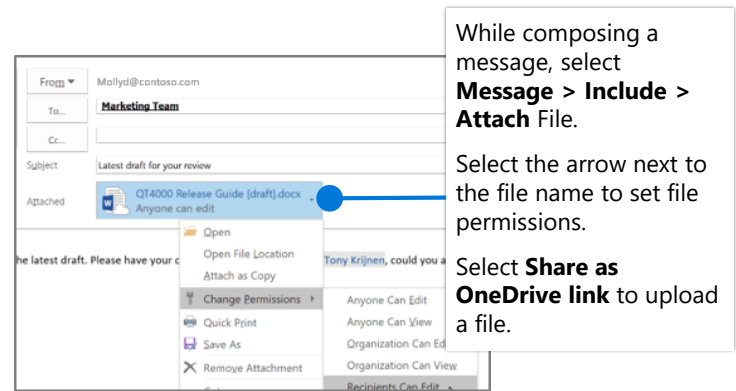 While composing a
message, select
Message > Include >
Attach File.
Select the arrow next to
the file name to set file
permissions.
Select Share as
OneDrive link to upload
a file.
From
Mollyd@contoso.com
To...
Marketing Team
Cc...
Subject
Latest draft for your review
Attached
QT4000 Release Guide [draft].docx
Anyone can edit
he latest draft. Please have your c
Tony Krijnen, could you a
Open
Open File Location
Attach as Copy
Change Permissions
Quick Print
Save As
Remove Attachment
Anyone Can Edit
Anyone Can View
Organization Can Ed
Organization Can View
Recipients Can Edit